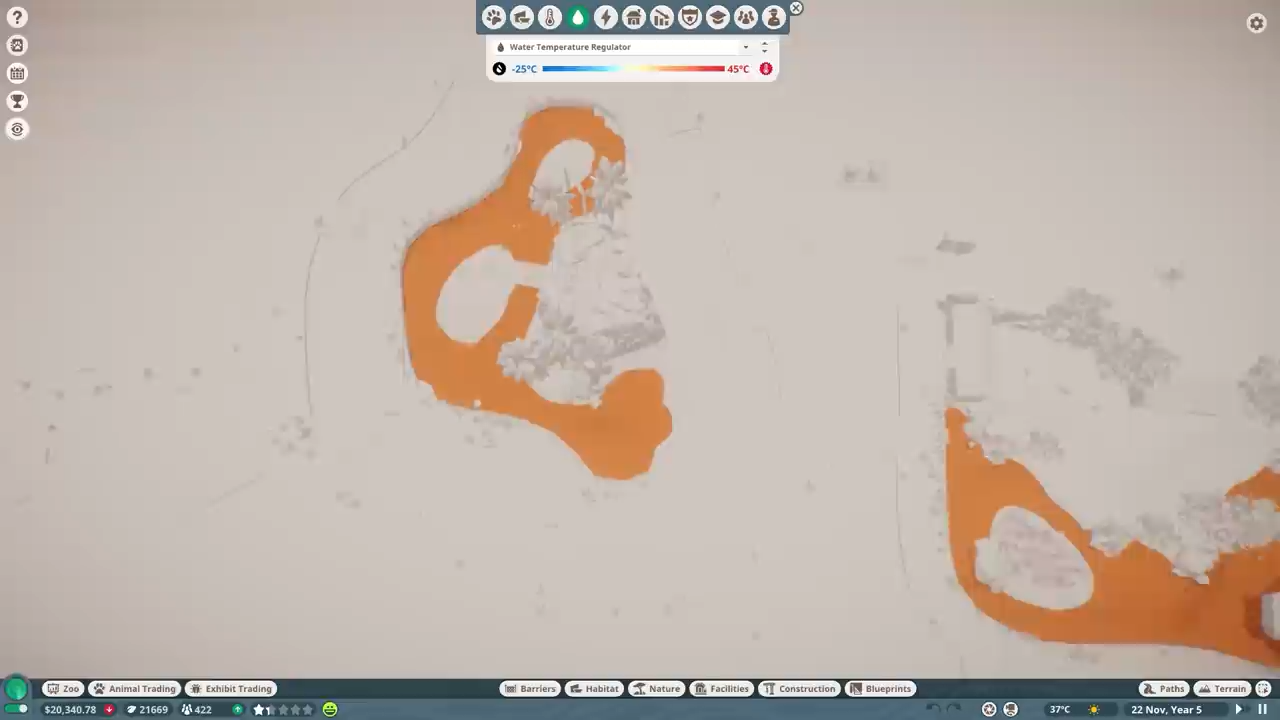 Water Temperature Regulator
-25°C 45°C
Zoo Animal Trading Exhibit Trading Barriers Habitat Nature Facilities Construction Blueprints Paths Terrain
$20,340.78 21669 422 37°C 22 Nov, Year 5